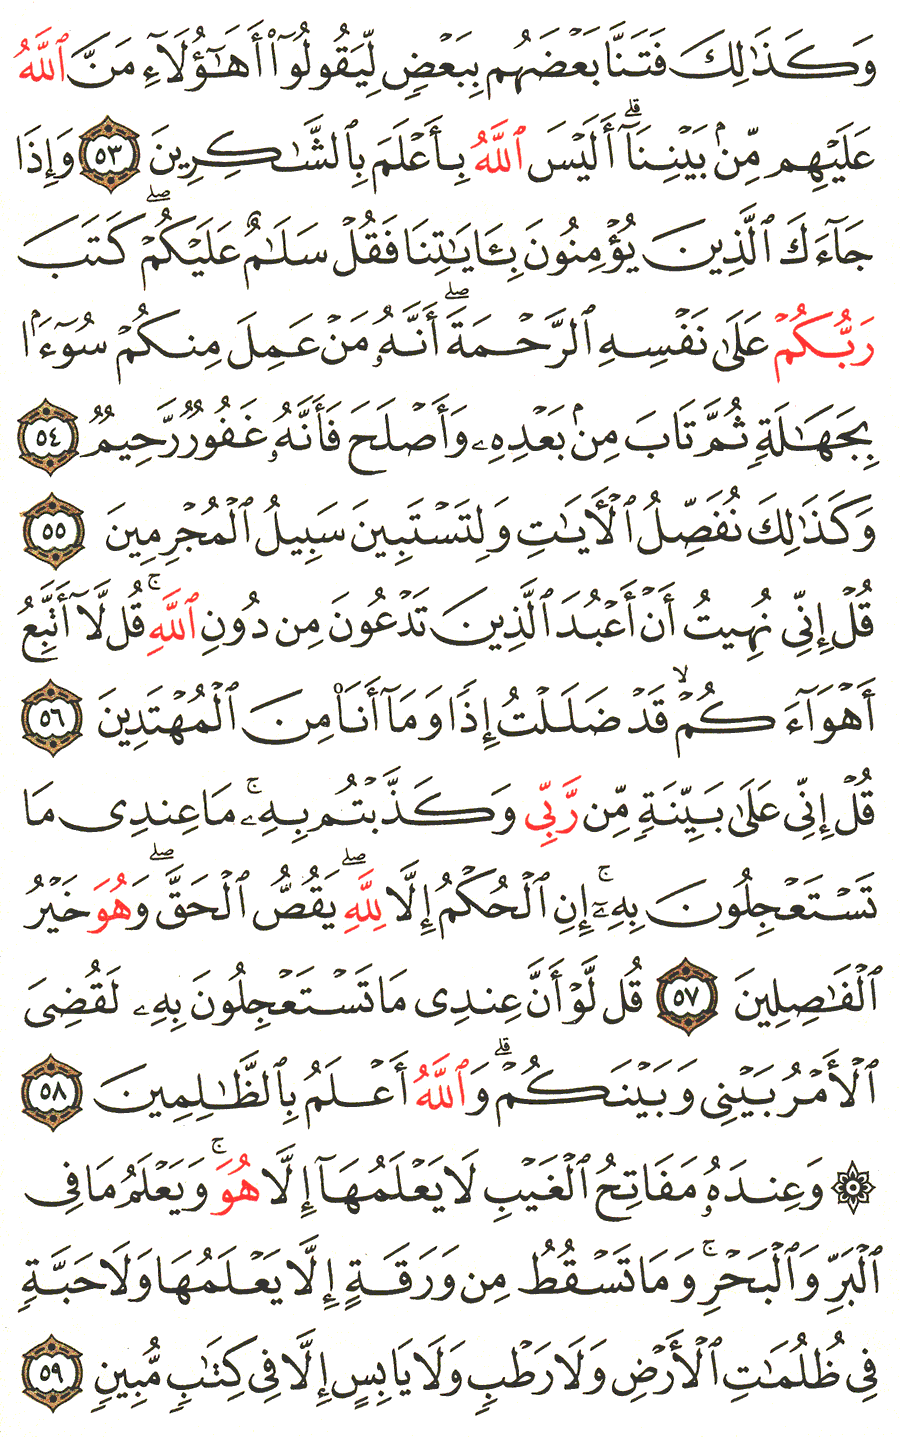 وَكَذَٰلِكَ فَتَنَّا بَعْضَهُم بِبَعْضٍ لِّيَقُولُوٓا۟ أَهَـٰٓؤُلَآءِ مَنَّ ٱللَّهُ
عَلَيْهِم مِّنۢ بَيْنِنَآ ۗ أَلَيْسَ ٱللَّهُ بِأَعْلَمَ بِٱلشَّـٰكِرِينَ ٥٣ وَإِذَا
جَآءَكَ ٱلَّذِينَ يُؤْمِنُونَ بِـَٔايَـٰتِنَا فَقُلْ سَلَـٰمٌ عَلَيْكُمْ ۖ كَتَبَ
رَبُّكُمْ عَلَىٰ نَفْسِهِ ٱلرَّحْمَةَ ۖ أَنَّهُۥ مَنْ عَمِلَ مِنكُمْ سُوٓءًۢا
بِجَهَـٰلَةٍ ثُمَّ تَابَ مِنۢ بَعْدِهِۦ وَأَصْلَحَ فَأَنَّهُۥ غَفُورٌ رَّحِيمٌ ٥٤
وَكَذَٰلِكَ نُفَصِّلُ ٱلْـَٔايَـٰتِ وَلِتَسْتَبِينَ سَبِيلُ ٱلْمُجْرِمِينَ ٥٥
قُلْ إِنِّى نُهِيتُ أَنْ أَعْبُدَ ٱلَّذِينَ تَدْعُونَ مِن دُونِ ٱللَّهِ ۚ قُل لَّآ أَتَّبِعُ
أَهْوَآءَكُمْ ۙ قَدْ ضَلَلْتُ إِذًا وَمَآ أَنَا۠ مِنَ ٱلْمُهْتَدِينَ ٥٦
قُلْ إِنِّى عَلَىٰ بَيِّنَةٍ مِّن رَّبِّى وَكَذَّبْتُم بِهِۦ ۚ مَا عِندِى مَا
تَسْتَعْجِلُونَ بِهِۦٓ ۚ إِنِ ٱلْحُكْمُ إِلَّا لِلَّهِ ۖ يَقُصُّ ٱلْحَقَّ ۖ وَهُوَ خَيْرُ
ٱلْفَـٰصِلِينَ ٥٧ قُل لَّوْ أَنَّ عِندِى مَا تَسْتَعْجِلُونَ بِهِۦ لَقُضِىَ
ٱلْأَمْرُ بَيْنِى وَبَيْنَكُمْ ۗ وَٱللَّهُ أَعْلَمُ بِٱلظَّـٰلِمِينَ ٥٨
۞ وَعِندَهُۥ مَفَاتِحُ ٱلْغَيْبِ لَا يَعْلَمُهَآ إِلَّا هُوَ ۚ وَيَعْلَمُ مَا فِى
ٱلْبَرِّ وَٱلْبَحْرِ ۚ وَمَا تَسْقُطُ مِن وَرَقَةٍ إِلَّا يَعْلَمُهَا وَلَا حَبَّةٍ
فِى ظُلُمَـٰتِ ٱلْأَرْضِ وَلَا رَطْبٍ وَلَا يَابِسٍ إِلَّا فِى كِتَـٰبٍ مُّبِينٍ ٥٩